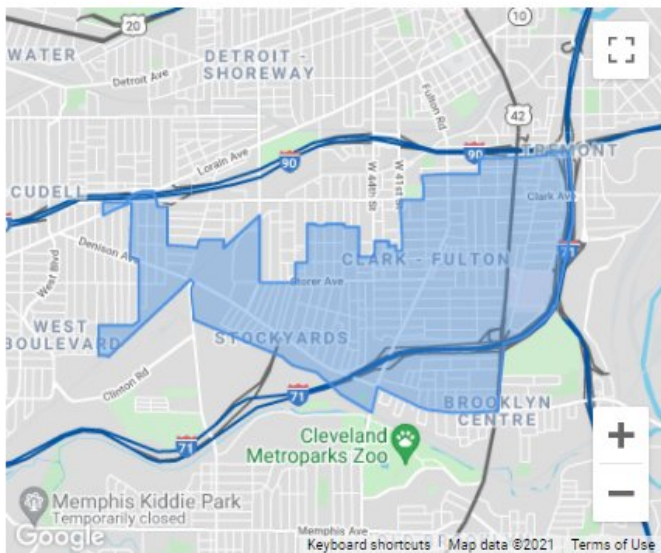 20
10
WATER
DETROIT -
SHOREWAY
Detroit Ave
Fulton Rd
42
Lorain Ave
90
90
TREMONT
W 44th St
W 41st St
CUDELL
Clark Ave
Denison Ave
West Blvd
CLARK - FULTON
71
Storer Ave
WEST
BOULEVARD
STOCKYARDS
Clinton Rd
71
BROOKLYN
CENTRE
71
Cleveland
Metroparks Zoo
Memphis Kiddie Park
Temporarily closed
Google
Memphis Ave
Keyboard shortcuts
Map data ©2021
Terms of Use